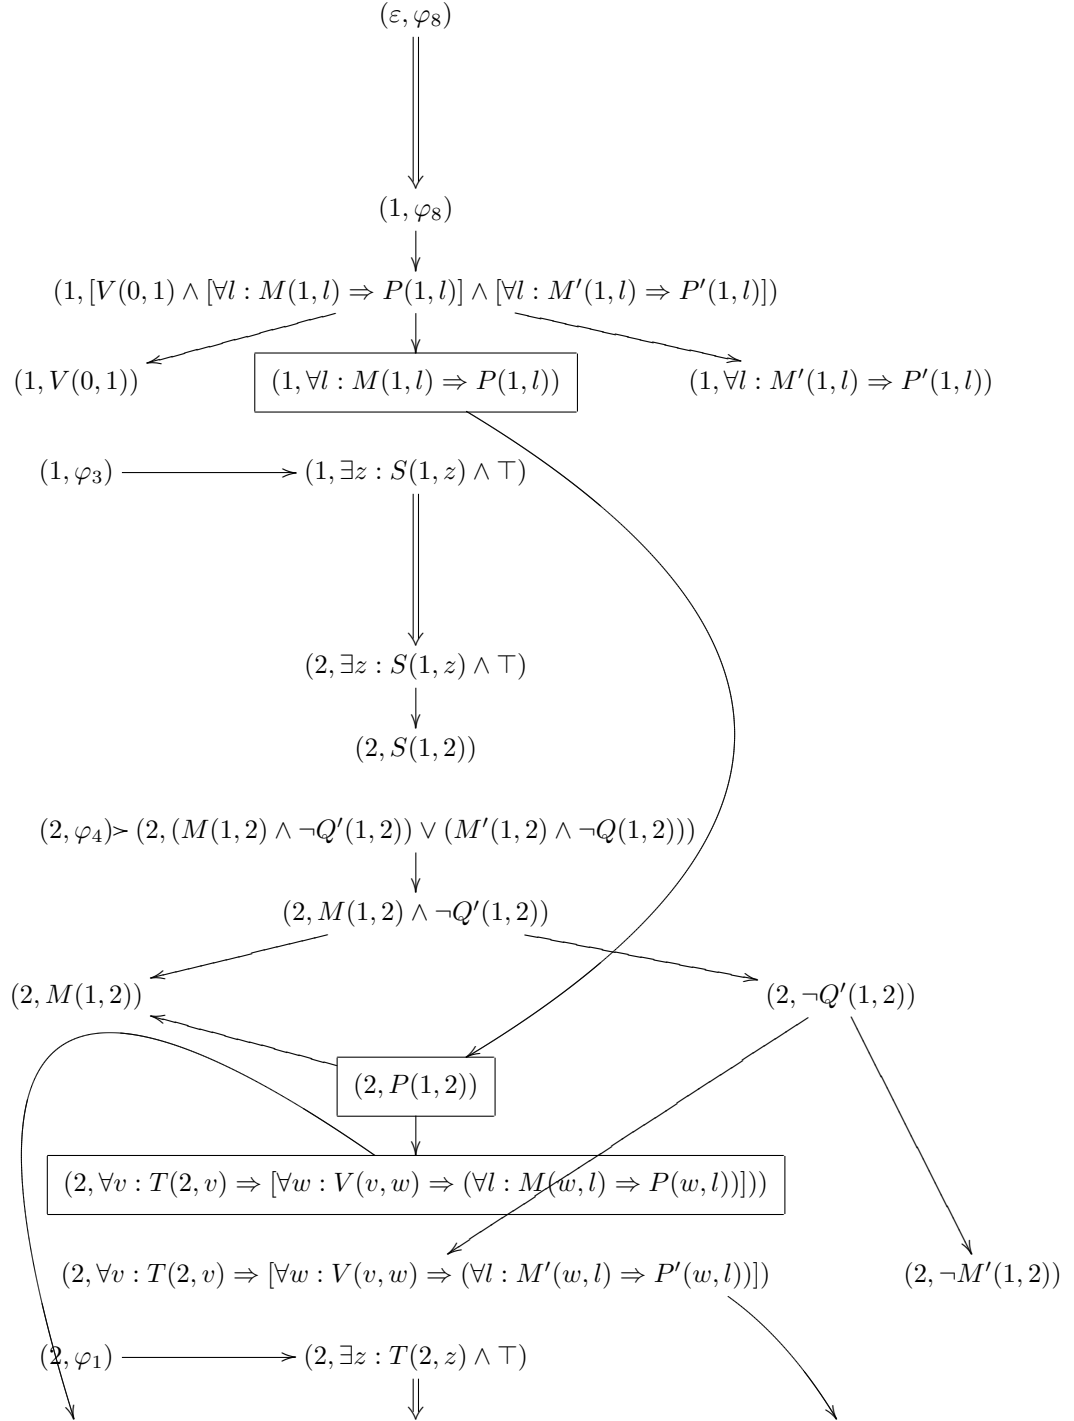 (ε, φ₈)
(1, φ₈)
(1, [V(0, 1) ∧ [∀l : M(1, l) ⇒ P(1, l)] ∧ [∀l : M′(1, l) ⇒ P′(1, l)])
(1, V(0, 1)) (1, ∀l : M(1, l) ⇒ P(1, l)) (1, ∀l : M′(1, l) ⇒ P′(1, l))
(1, φ₃) (1, ∃z : S(1, z) ∧ ⊤)
(2, ∃z : S(1, z) ∧ ⊤)
(2, S(1, 2))
(2, φ₄) (2, (M(1, 2) ∧ ¬Q′(1, 2)) ∨ (M′(1, 2) ∧ ¬Q(1, 2)))
(2, M(1, 2) ∧ ¬Q′(1, 2))
(2, M(1, 2)) (2, ¬Q′(1, 2))
(2, P(1, 2))
(2, ∀v : T(2, v) ⇒ [∀w : V(v, w) ⇒ (∀l : M(w, l) ⇒ P(w, l))]))
(2, ∀v : T(2, v) ⇒ [∀w : V(v, w) ⇒ (∀l : M′(w, l) ⇒ P′(w, l))]) (2, ¬M′(1, 2))
(2, φ₁) (2, ∃z : T(2, z) ∧ ⊤)